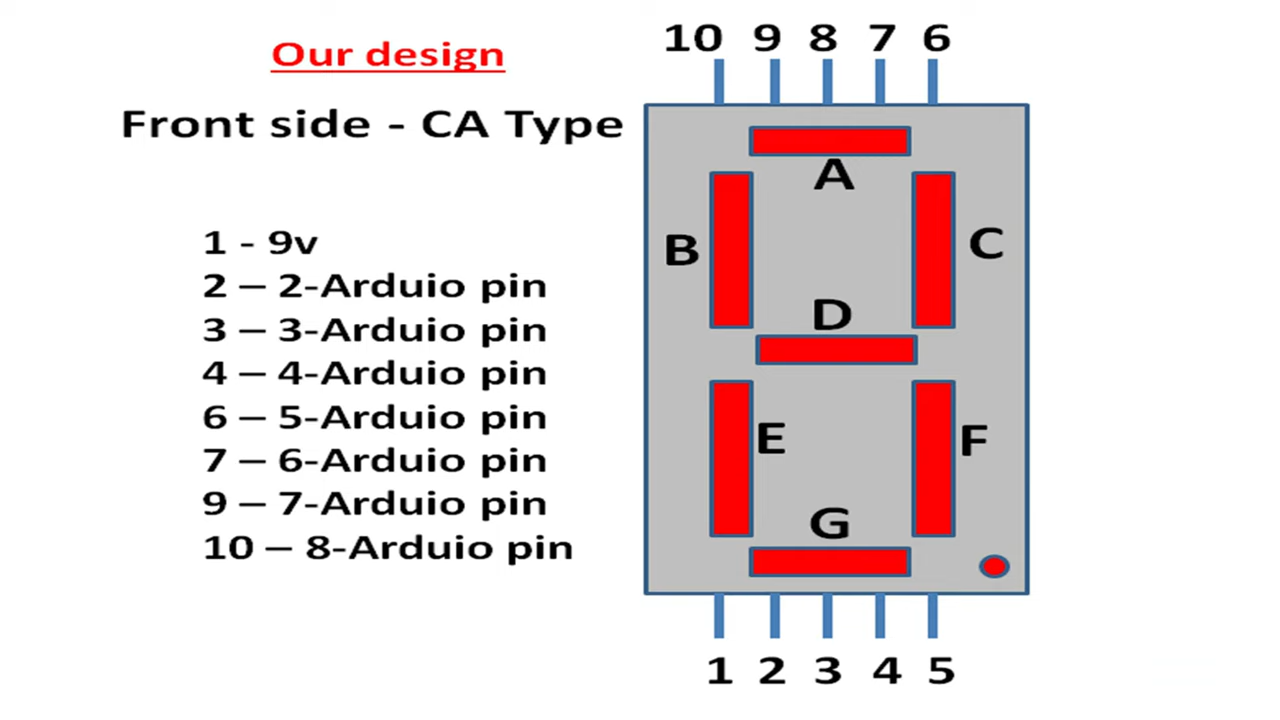 Our design
Front side - CA Type
1 - 9v
2 – 2-Arduio pin
3 – 3-Arduio pin
4 – 4-Arduio pin
6 – 5-Arduio pin
7 – 6-Arduio pin
9 – 7-Arduio pin
10 – 8-Arduio pin
10 9 8 7 6
A
B C
D
E F
G
1 2 3 4 5